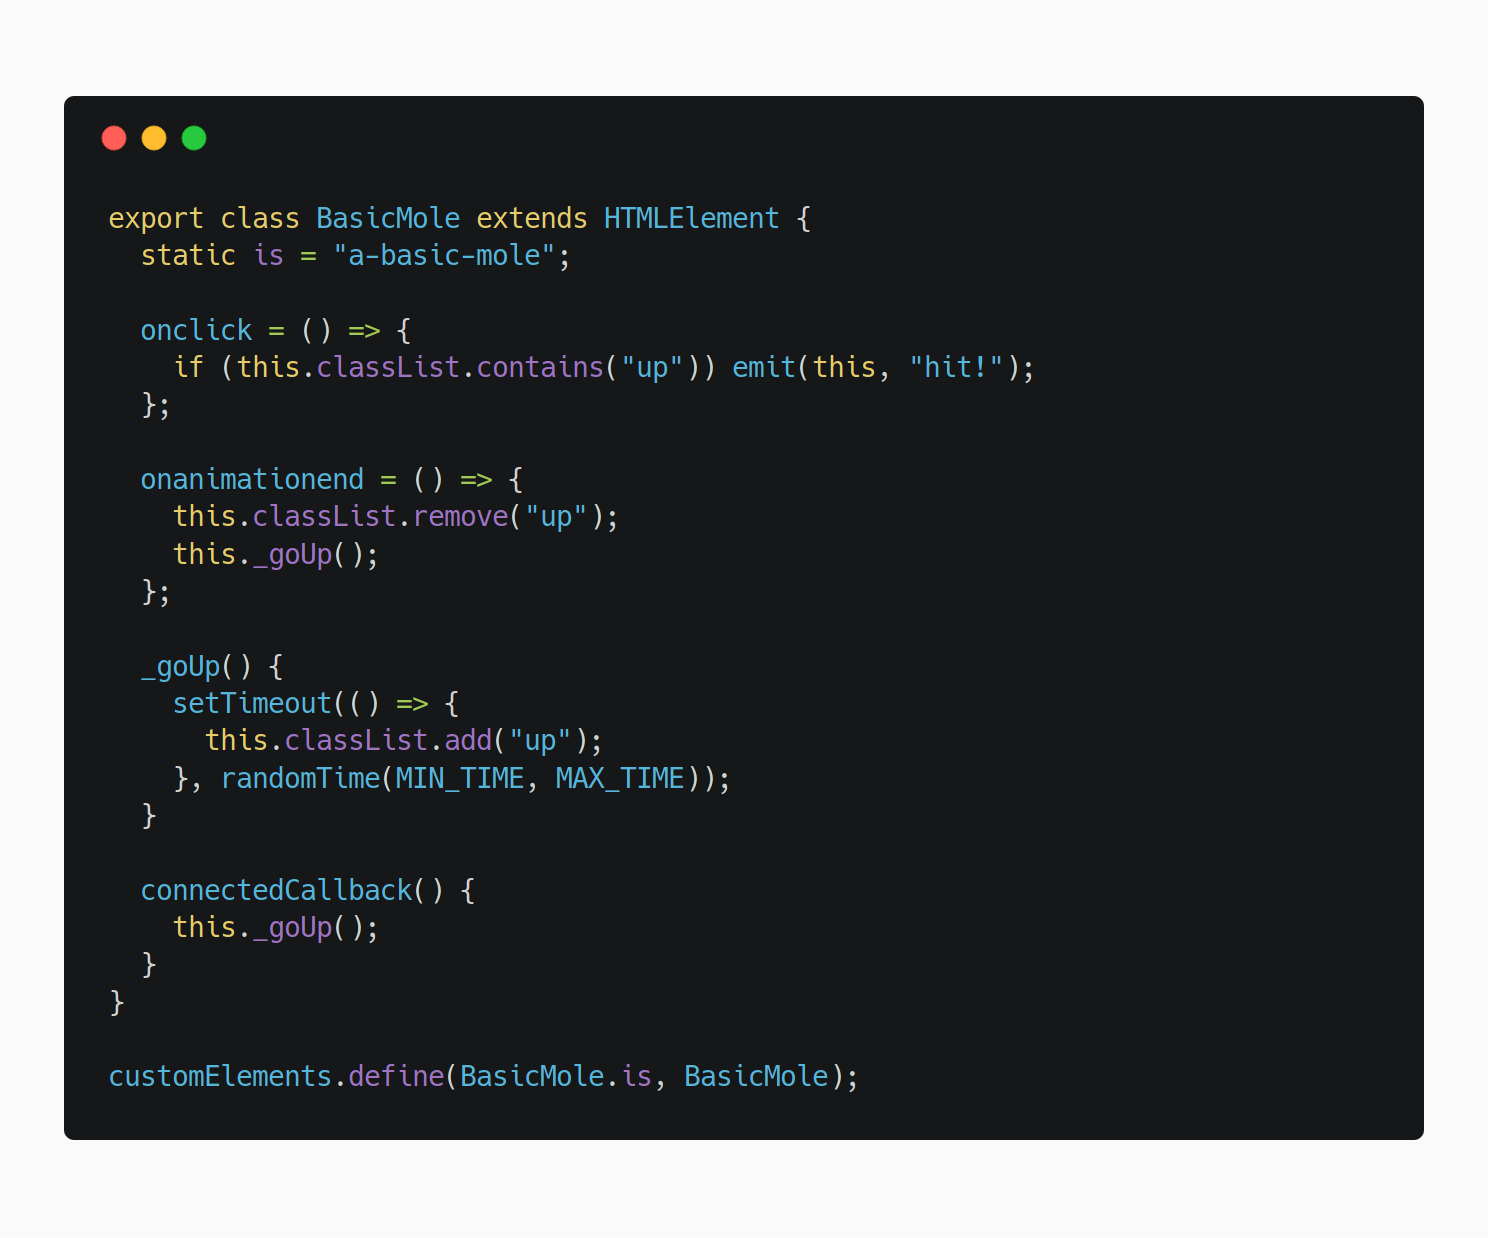 export class BasicMole extends HTMLElement {
  static is = "a-basic-mole";

  onclick = () => {
    if (this.classList.contains("up")) emit(this, "hit!");
  };

  onanimationend = () => {
    this.classList.remove("up");
    this._goUp();
  };

  _goUp() {
    setTimeout(() => {
      this.classList.add("up");
    }, randomTime(MIN_TIME, MAX_TIME));
  }

  connectedCallback() {
    this._goUp();
  }
}

customElements.define(BasicMole.is, BasicMole);